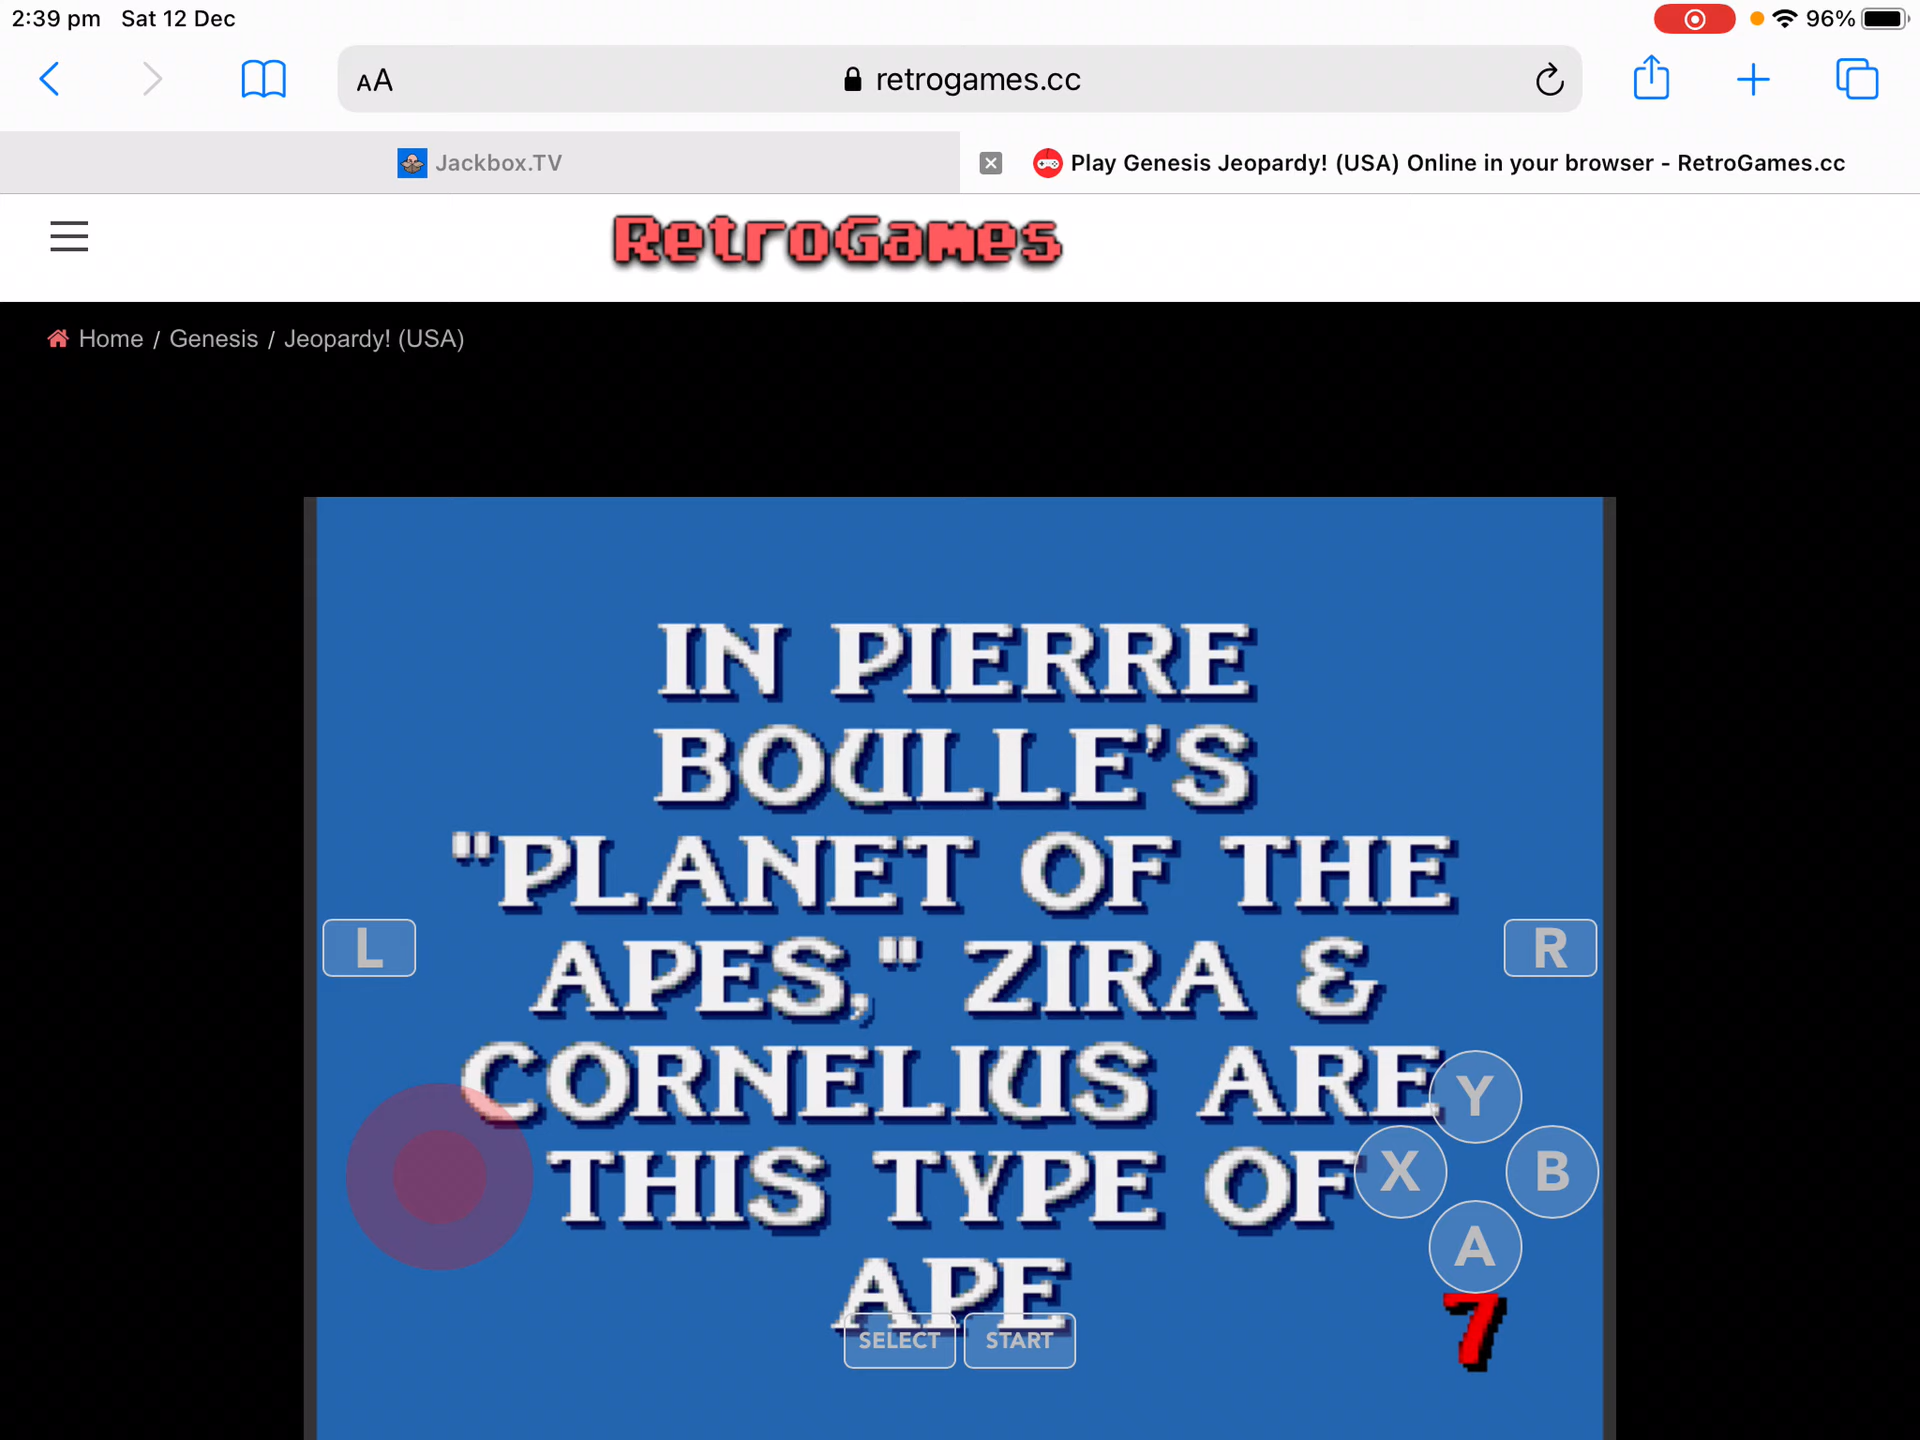 2:39 pm Sat 12 Dec 96%
AA retrogames.cc
Jackbox.TV Play Genesis Jeopardy! (USA) Online in your browser - RetroGames.cc
RetroGames
Home / Genesis / Jeopardy! (USA)
IN PIERRE
BOULLE'S
"PLANET OF THE
APES," ZIRA &
CORNELIUS ARE
THIS TYPE OF
APE
L
R
Y
X B
A
SELECT START
7